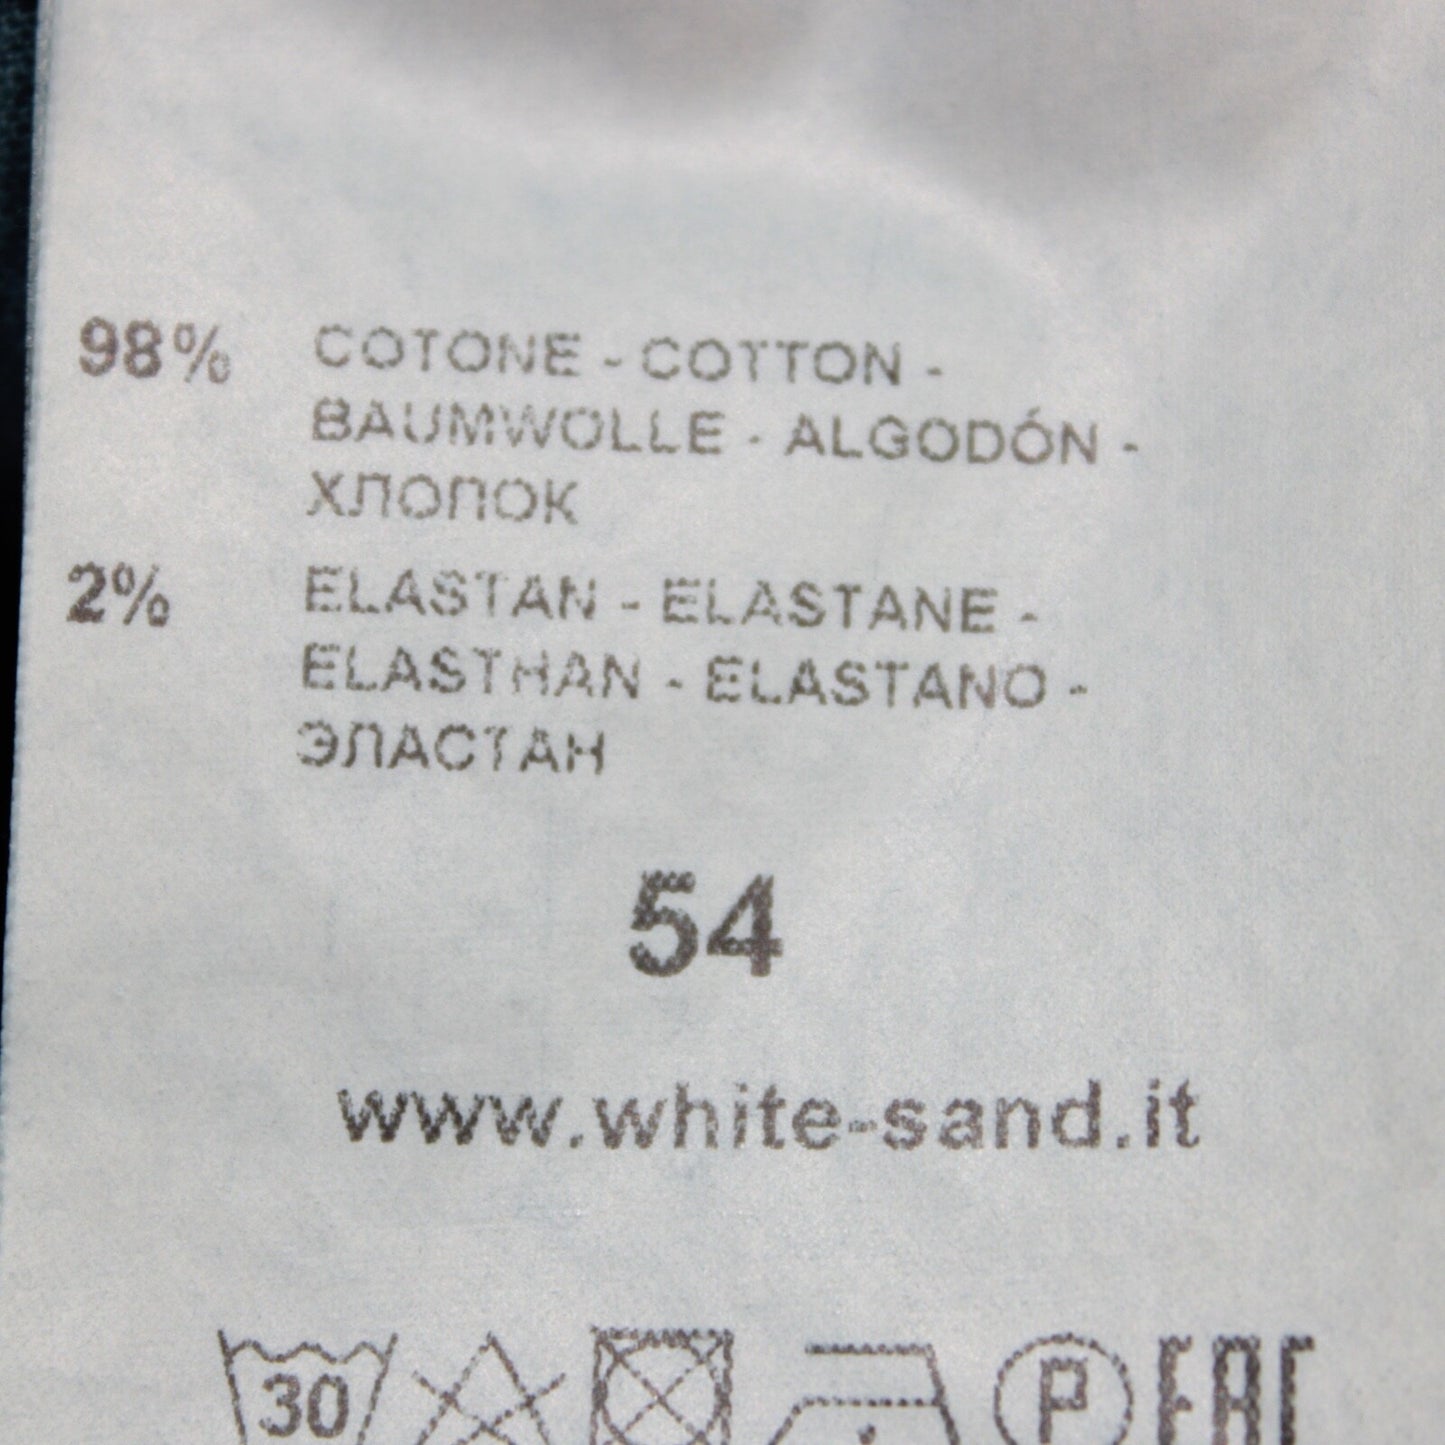 98% COTONE - COTTON -
BAUMWOLLE - ALGODÓN -
ХЛОПОК
2% ELASTAN - ELASTANE -
ELASTHAN - ELASTANO -
ЭЛАСТАН
54
www.white-sand.it
30 P EAC